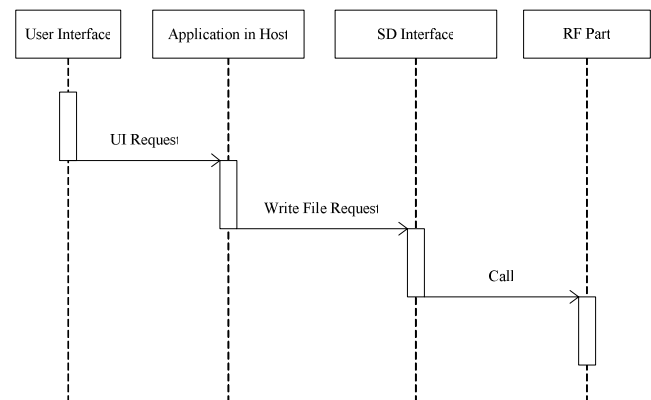 User Interface
Application in Host
SD Interface
RF Part
UI Request
Write File Request
Call